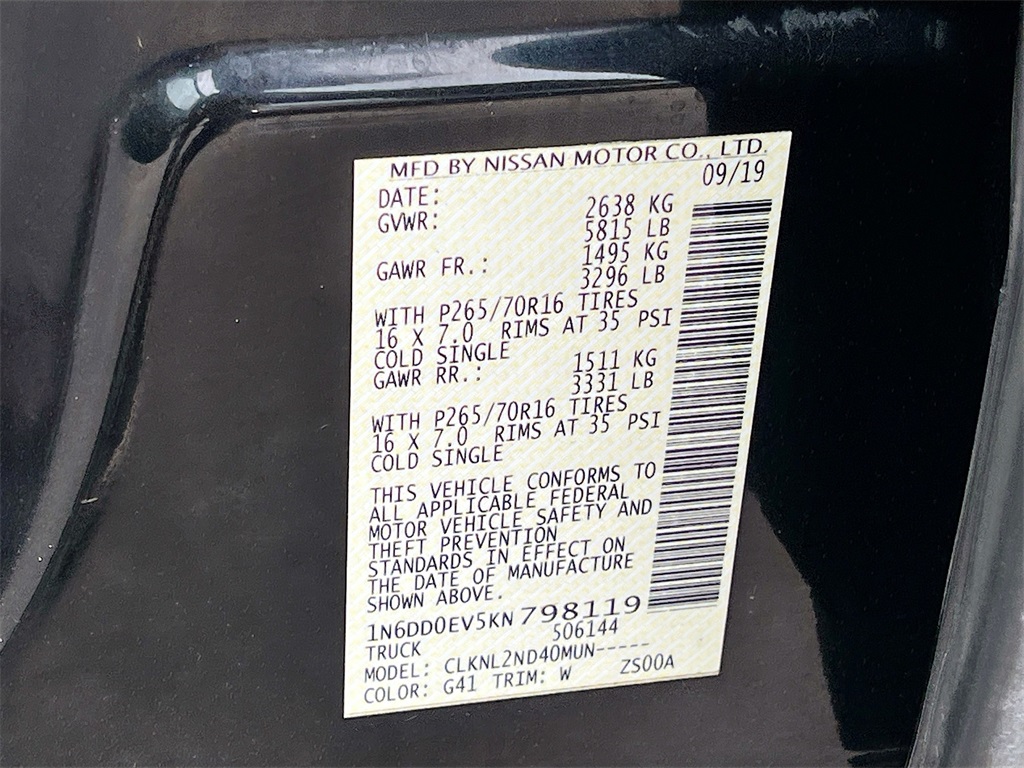 MFD BY NISSAN MOTOR CO., LTD.
DATE: 09/19
GVWR: 2638 KG
5815 LB
GAWR FR.: 1495 KG
3296 LB
WITH P265/70R16 TIRES
16 X 7.0 RIMS AT 35 PSI
COLD SINGLE
GAWR RR.: 1511 KG
3331 LB
WITH P265/70R16 TIRES
16 X 7.0 RIMS AT 35 PSI
COLD SINGLE
THIS VEHICLE CONFORMS TO
ALL APPLICABLE FEDERAL
MOTOR VEHICLE SAFETY AND
THEFT PREVENTION
STANDARDS IN EFFECT ON
THE DATE OF MANUFACTURE
SHOWN ABOVE.
1N6DD0EV5KN798119
TRUCK 506144
MODEL: CLKNL2ND40MUN-----
COLOR: G41 TRIM: W ZS00A